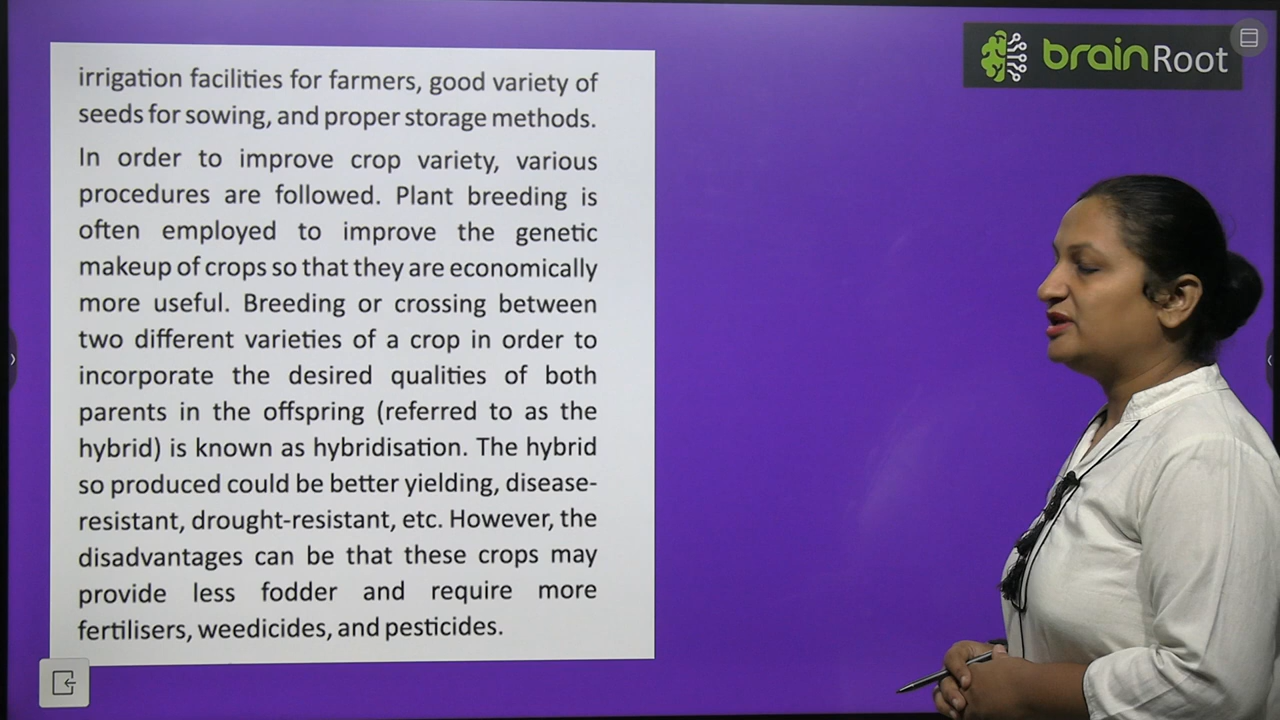 irrigation facilities for farmers, good variety of
seeds for sowing, and proper storage methods.
In order to improve crop variety, various
procedures are followed. Plant breeding is
often employed to improve the genetic
makeup of crops so that they are economically
more useful. Breeding or crossing between
two different varieties of a crop in order to
incorporate the desired qualities of both
parents in the offspring (referred to as the
hybrid) is known as hybridisation. The hybrid
so produced could be better yielding, disease-
resistant, drought-resistant, etc. However, the
disadvantages can be that these crops may
provide less fodder and require more
fertilisers, weedicides, and pesticides.
brainRoot